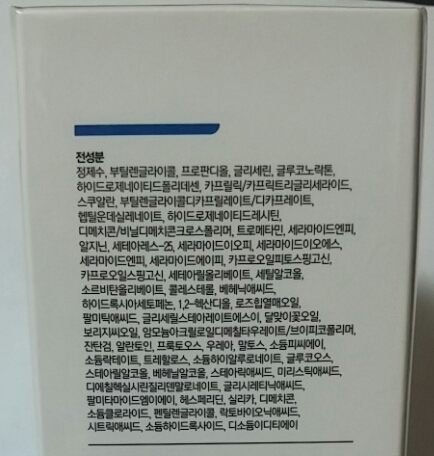 전성분
정제수, 부틸렌글라이콜, 프로판디올, 글리세린, 글루코노락톤,
하이드로제네이티드폴리데센, 카프릴릭/카프릭트리글리세라이드,
스쿠알란, 부틸렌글라이콜디카프릴레이트/디카프레이트,
헵틸운데실레네이트, 하이드로제네이티드레시틴,
디메치콘/비닐디메치콘크로스폴리머, 트로메타민, 세라마이드엔피,
알지닌, 세테아레스-25, 세라마이드이오피, 세라마이드이오에스,
세라마이드엔피, 세라마이드에이피, 카프로오일피토스핑고신,
카프로오일스핑고신, 세테아릴올리베이트, 세틸알코올,
소르비탄올리베이트, 콜레스테롤, 베헤닉애씨드,
하이드록시아세토페논, 1,2-헥산디올, 로즈힙열매오일,
팔미틱애씨드, 글리세릴스테아레이트에스이, 달맞이꽃오일,
보리지씨오일, 암모늄아크릴로일디메칠타우레이트/브이피코폴리머,
잔탄검, 알란토인, 프룩토오스, 우레아, 말토스, 소듐피씨에이,
소듐락테이트, 트레할로스, 소듐하이알루로네이트, 글루코오스,
스테아릴알코올, 베헤닐알코올, 스테아릭애씨드, 미리스틱애씨드,
디에칠헥실시린질리덴말로네이트, 글리시레티닉애씨드,
팔미타마이드엠이에이, 헤스페리딘, 실리카, 디메치콘,
소듐클로라이드, 펜틸렌글라이콜, 락토바이오닉애씨드,
시트릭애씨드, 소듐하이드록사이드, 디소듐이디티에이